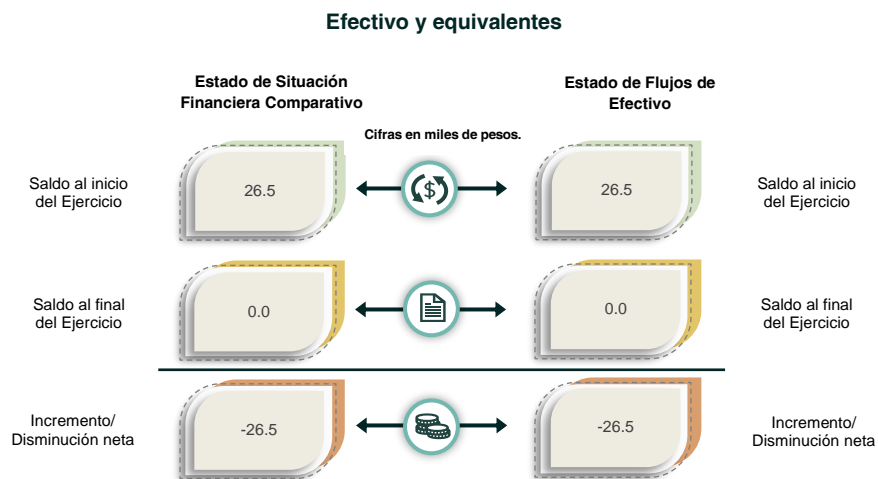 Efectivo y equivalentes
Estado de Situación
Financiera Comparativo
Estado de Flujos de
Efectivo
Cifras en miles de pesos.
Saldo al inicio
del Ejercicio
26.5
$
26.5
Saldo al inicio
del Ejercicio
Saldo al final
del Ejercicio
0.0
0.0
Saldo al final
del Ejercicio
Incremento/
Disminución neta
-26.5
-26.5
Incremento/
Disminución neta